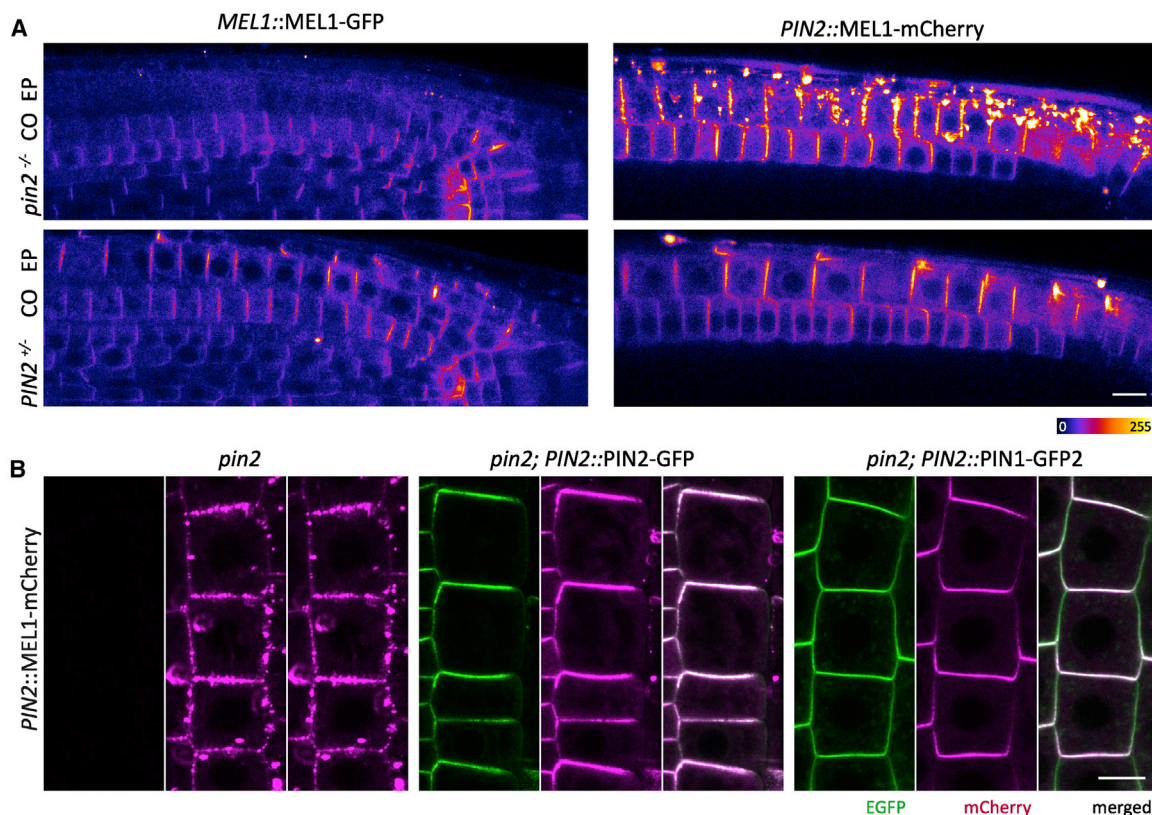 A
MEL1::MEL1-GFP
PIN2::MEL1-mCherry
pin2 -/-
CO EP
PIN2 +/-
CO EP
0 255
B
pin2
pin2; PIN2::PIN2-GFP
pin2; PIN2::PIN1-GFP2
PIN2::MEL1-mCherry
EGFP
mCherry
merged